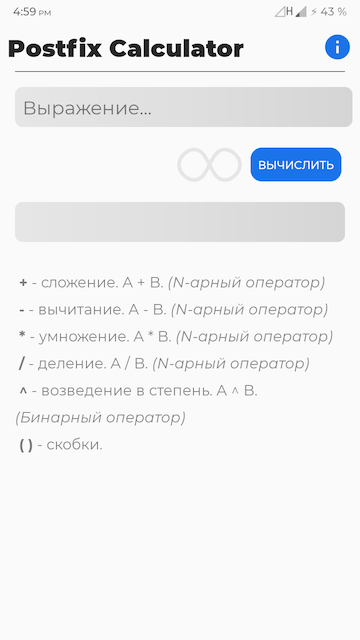 4:59 PM H 43 %
Postfix Calculator
i
Выражение...
ВЫЧИСЛИТЬ
+ - сложение. A + B. (N-арный оператор)
- - вычитание. A - B. (N-арный оператор)
* - умножение. A * B. (N-арный оператор)
/ - деление. A / B. (N-арный оператор)
^ - возведение в степень. A ^ B.
(Бинарный оператор)
( ) - скобки.